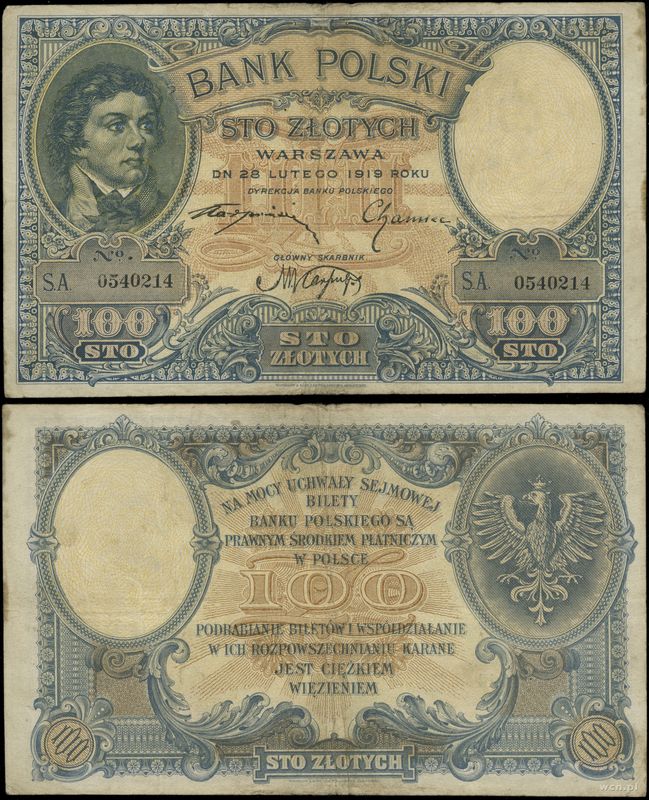 BANK POLSKI
STO ZŁOTYCH
WARSZAWA
DN 28 LUTEGO 1919 ROKU
DYREKCJA BANKU POLSKIEGO
GŁÓWNY SKARBNIK
No.
S.A. 0540214
No.
S.A. 0540214
100
STO
STO
ZŁOTYCH
100
STO
NA MOCY UCHWAŁY SEJMOWEJ
BILETY
BANKU POLSKIEGO SĄ
PRAWNYM ŚRODKIEM PŁATNICZYM
W POLSCE
100
PODRABIANIE BILETÓW I WSPÓŁDZIAŁANIE
W ICH ROZPOWSZECHNIANIU KARANE
JEST CIĘŻKIEM
WIĘZIENIEM
100
STO ZŁOTYCH
100
wcn.pl